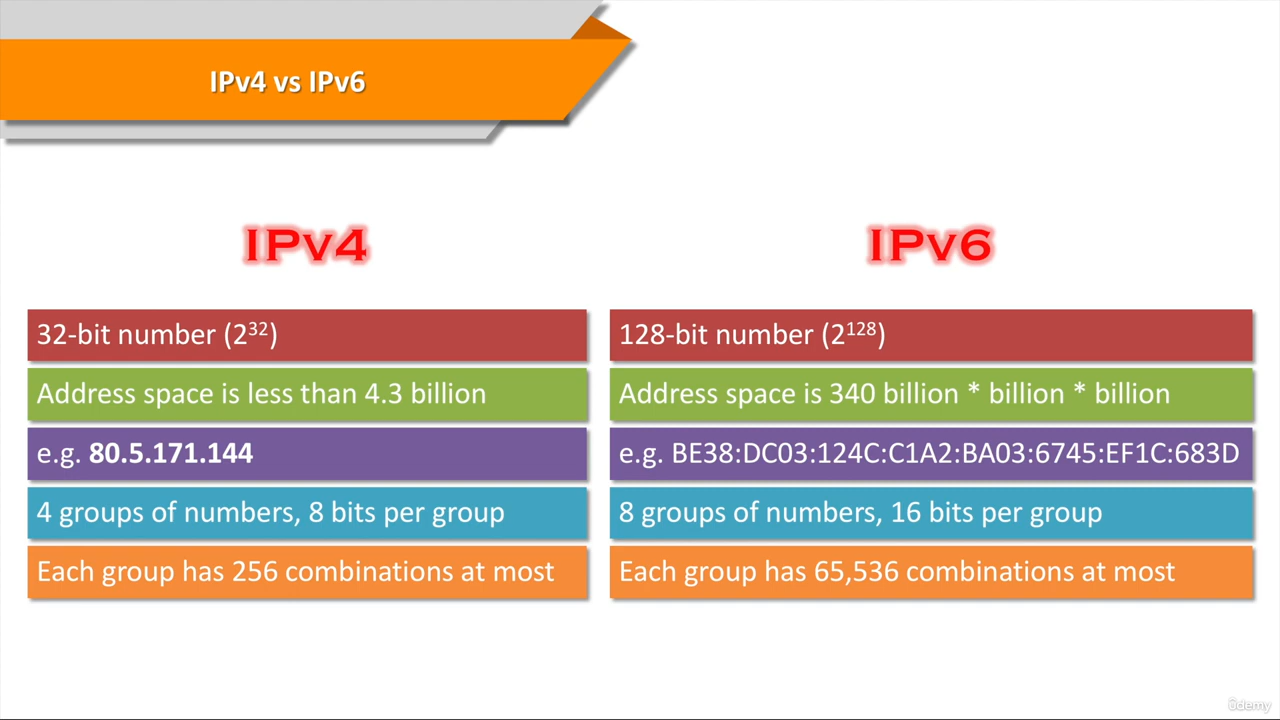 IPv4 vs IPv6
IPv4
32-bit number (2³²)
Address space is less than 4.3 billion
e.g. 80.5.171.144
4 groups of numbers, 8 bits per group
Each group has 256 combinations at most
IPv6
128-bit number (2¹²⁸)
Address space is 340 billion * billion * billion
e.g. BE38:DC03:124C:C1A2:BA03:6745:EF1C:683D
8 groups of numbers, 16 bits per group
Each group has 65,536 combinations at most
ûdemy